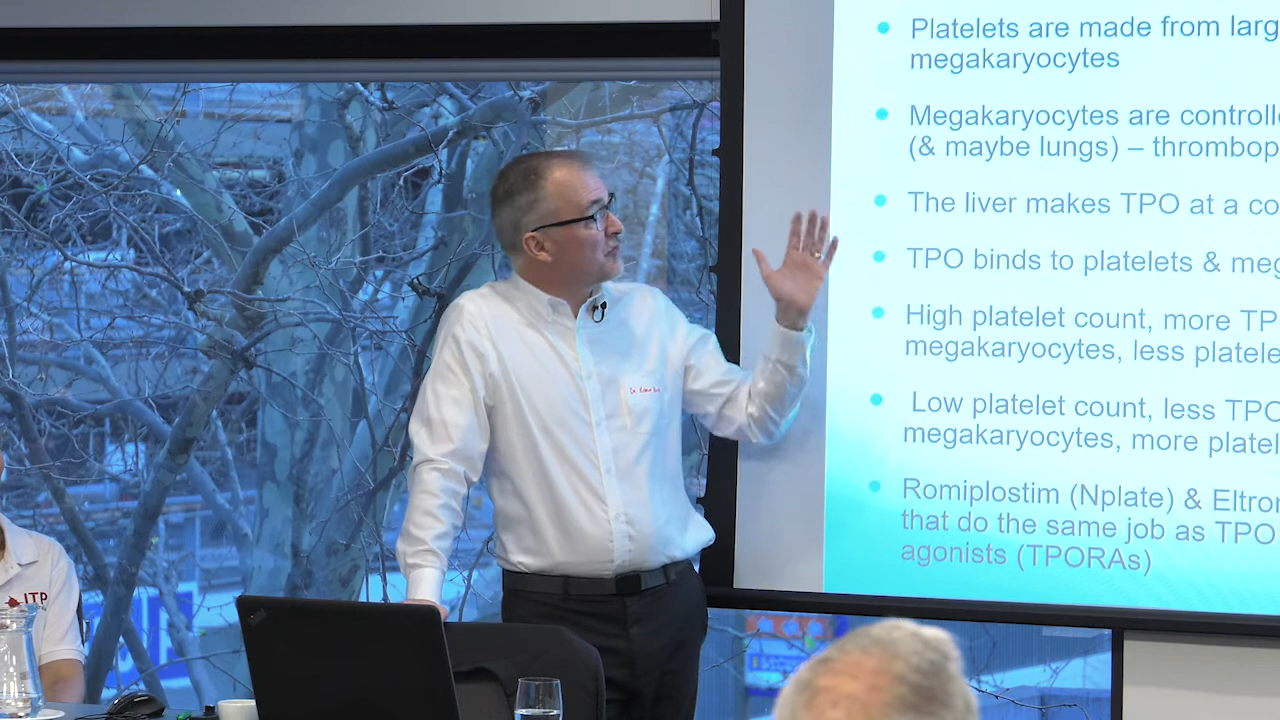 Platelets are made from larg
megakaryocytes
Megakaryocytes are controlle
(& maybe lungs) – thrombop
The liver makes TPO at a co
TPO binds to platelets & meg
High platelet count, more TP
megakaryocytes, less platele
Low platelet count, less TPO
megakaryocytes, more platel
Romiplostim (Nplate) & Eltror
that do the same job as TPO
agonists (TPORAs)
ITP